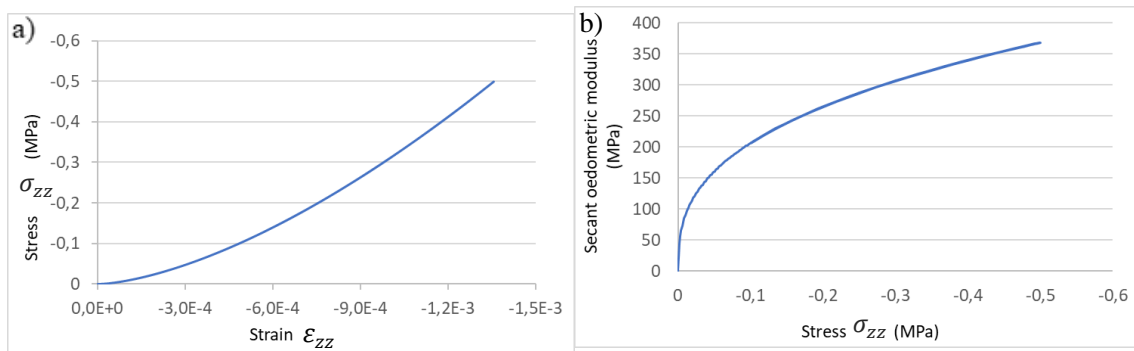 a)
-0,6
-0,5
-0,4
-0,3
-0,2
-0,1
0
Stress σzz (MPa)
0,0E+0 -3,0E-4 -6,0E-4 -9,0E-4 -1,2E-3 -1,5E-3
Strain εzz
b)
400
350
300
250
200
150
100
50
0
Secant oedometric modulus
(MPa)
0 -0,1 -0,2 -0,3 -0,4 -0,5 -0,6
Stress σzz (MPa)